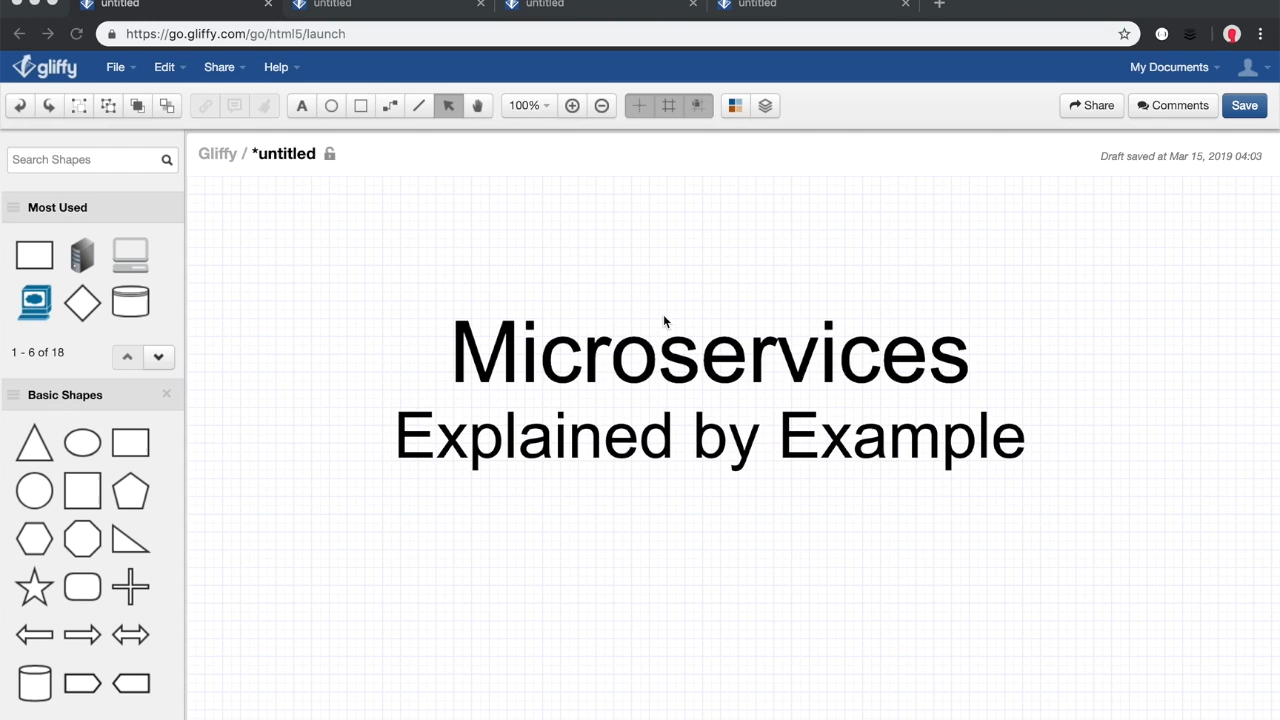 untitled
untitled
untitled
untitled
https://go.gliffy.com/go/html5/launch
gliffy
File
Edit
Share
Help
My Documents
A
100%
Share
Comments
Save
Search Shapes
Gliffy / *untitled
Draft saved at Mar 15, 2019 04:03
Most Used
1 - 6 of 18
Basic Shapes
Microservices
Explained by Example